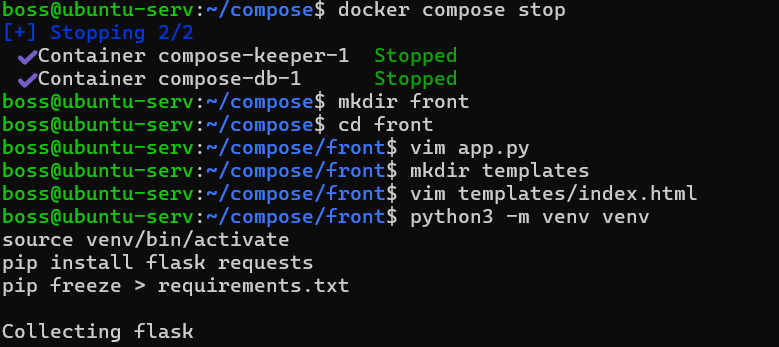 boss@ubuntu-serv:~/compose$ docker compose stop
[+] Stopping 2/2
✔Container compose-keeper-1  Stopped
✔Container compose-db-1      Stopped
boss@ubuntu-serv:~/compose$ mkdir front
boss@ubuntu-serv:~/compose$ cd front
boss@ubuntu-serv:~/compose/front$ vim app.py
boss@ubuntu-serv:~/compose/front$ mkdir templates
boss@ubuntu-serv:~/compose/front$ vim templates/index.html
boss@ubuntu-serv:~/compose/front$ python3 -m venv venv
source venv/bin/activate
pip install flask requests
pip freeze > requirements.txt
Collecting flask